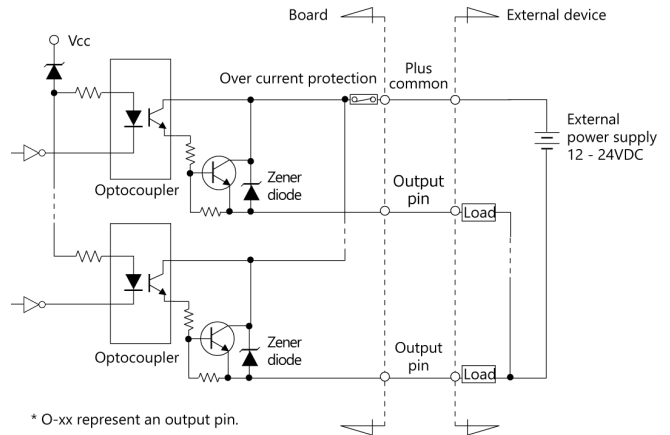 Board
External device
Vcc
Over current protection
Plus
common
External
power supply
12 - 24VDC
Optocoupler
Zener
diode
Output
pin
Load
Optocoupler
Zener
diode
Output
pin
Load
* O-xx represent an output pin.